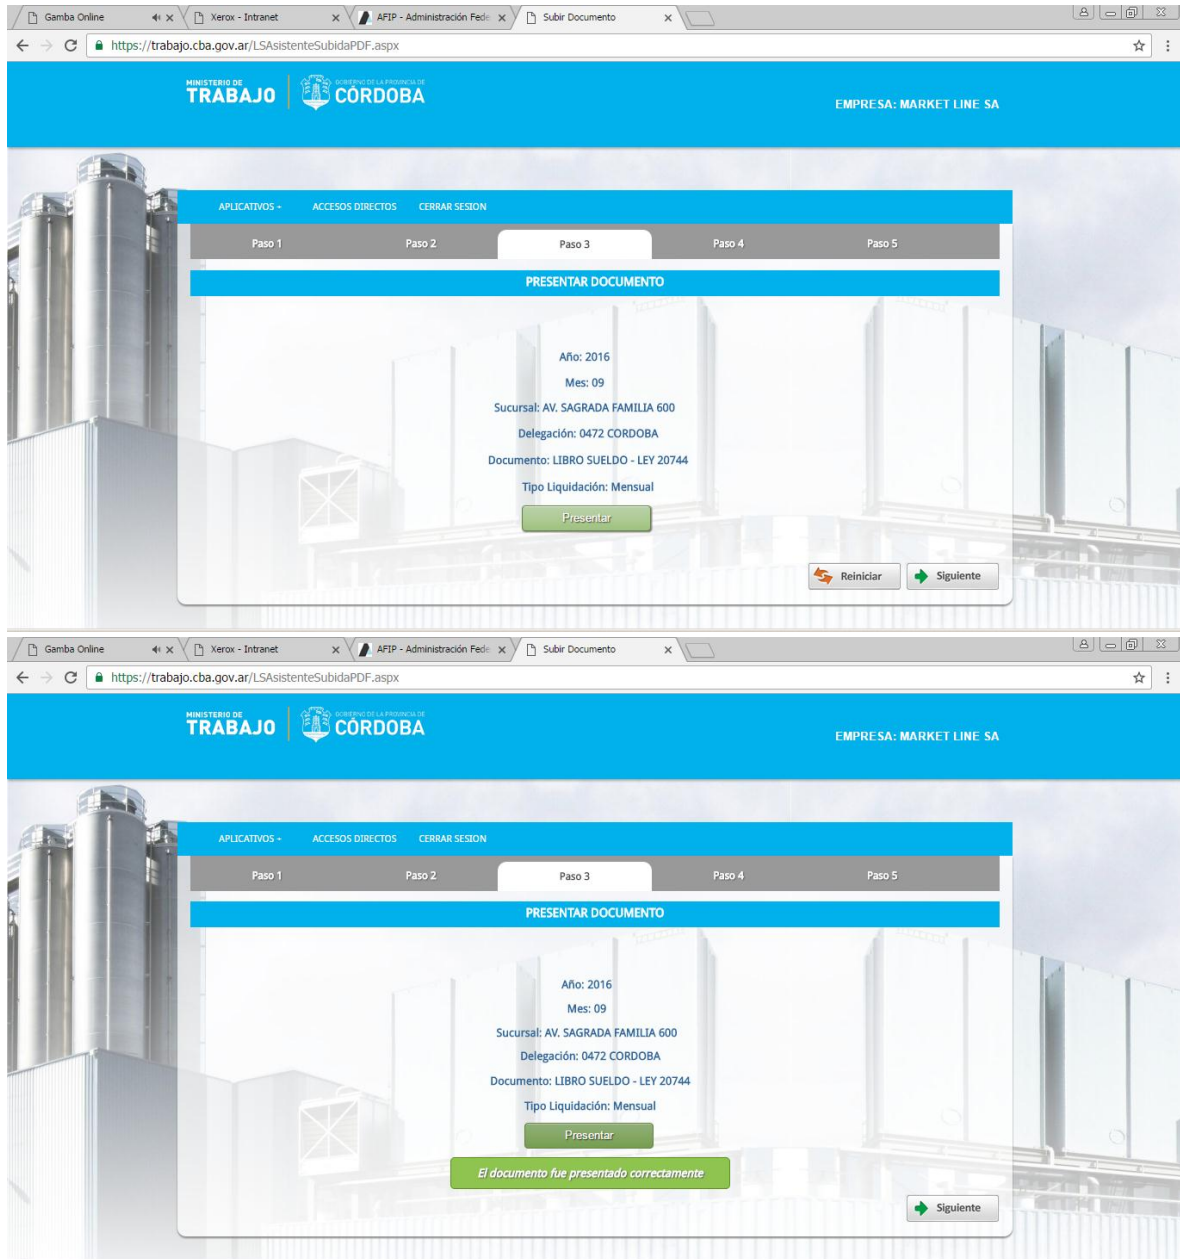 Gamba Online
Xerox - Intranet
AFIP - Administración Fede
Subir Documento
https://trabajo.cba.gov.ar/LSAsistenteSubidaPDF.aspx
MINISTERIO DE
TRABAJO
GOBIERNO DE LA PROVINCIA DE
CÓRDOBA
EMPRESA: MARKET LINE SA
APLICATIVOS
ACCESOS DIRECTOS
CERRAR SESION
Paso 1
Paso 2
Paso 3
Paso 4
Paso 5
PRESENTAR DOCUMENTO
Año: 2016
Mes: 09
Sucursal: AV. SAGRADA FAMILIA 600
Delegación: 0472 CORDOBA
Documento: LIBRO SUELDO - LEY 20744
Tipo Liquidación: Mensual
Presentar
Reiniciar
Siguiente
Gamba Online
Xerox - Intranet
AFIP - Administración Fede
Subir Documento
https://trabajo.cba.gov.ar/LSAsistenteSubidaPDF.aspx
MINISTERIO DE
TRABAJO
GOBIERNO DE LA PROVINCIA DE
CÓRDOBA
EMPRESA: MARKET LINE SA
APLICATIVOS
ACCESOS DIRECTOS
CERRAR SESION
Paso 1
Paso 2
Paso 3
Paso 4
Paso 5
PRESENTAR DOCUMENTO
Año: 2016
Mes: 09
Sucursal: AV. SAGRADA FAMILIA 600
Delegación: 0472 CORDOBA
Documento: LIBRO SUELDO - LEY 20744
Tipo Liquidación: Mensual
Presentar
El documento fue presentado correctamente
Siguiente